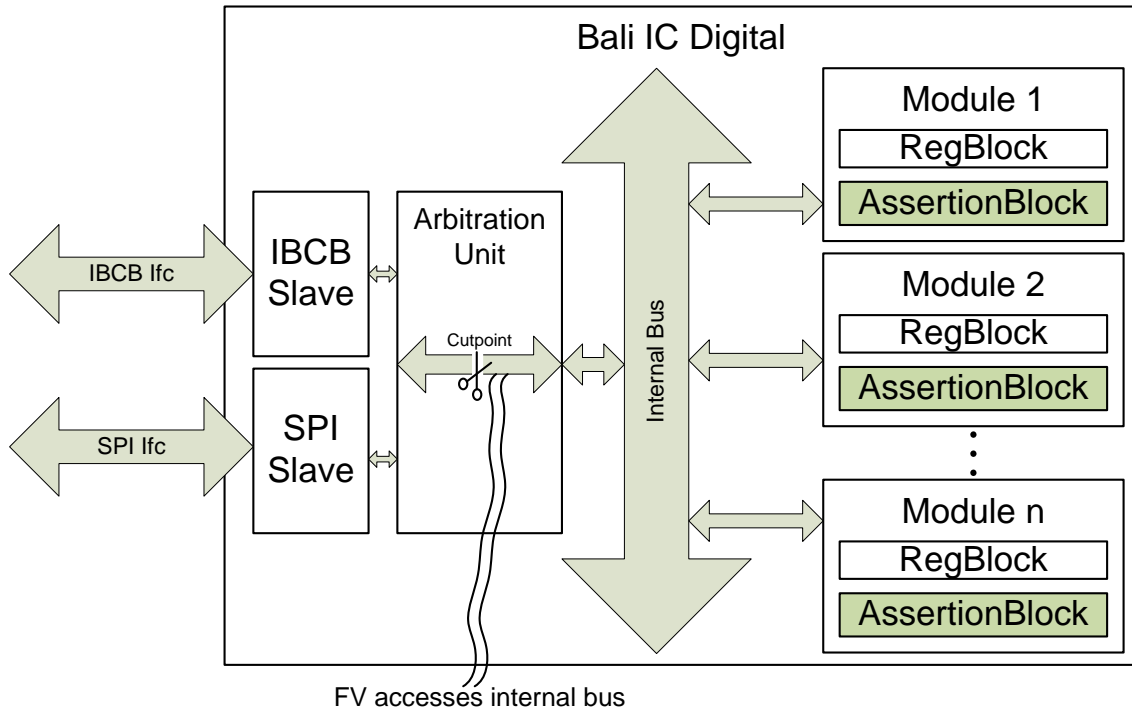 Bali IC Digital
IBCB Ifc
SPI Ifc
IBCB
Slave
SPI
Slave
Arbitration
Unit
Cutpoint
Internal Bus
Module 1
RegBlock
AssertionBlock
Module 2
RegBlock
AssertionBlock
Module n
RegBlock
AssertionBlock
FV accesses internal bus